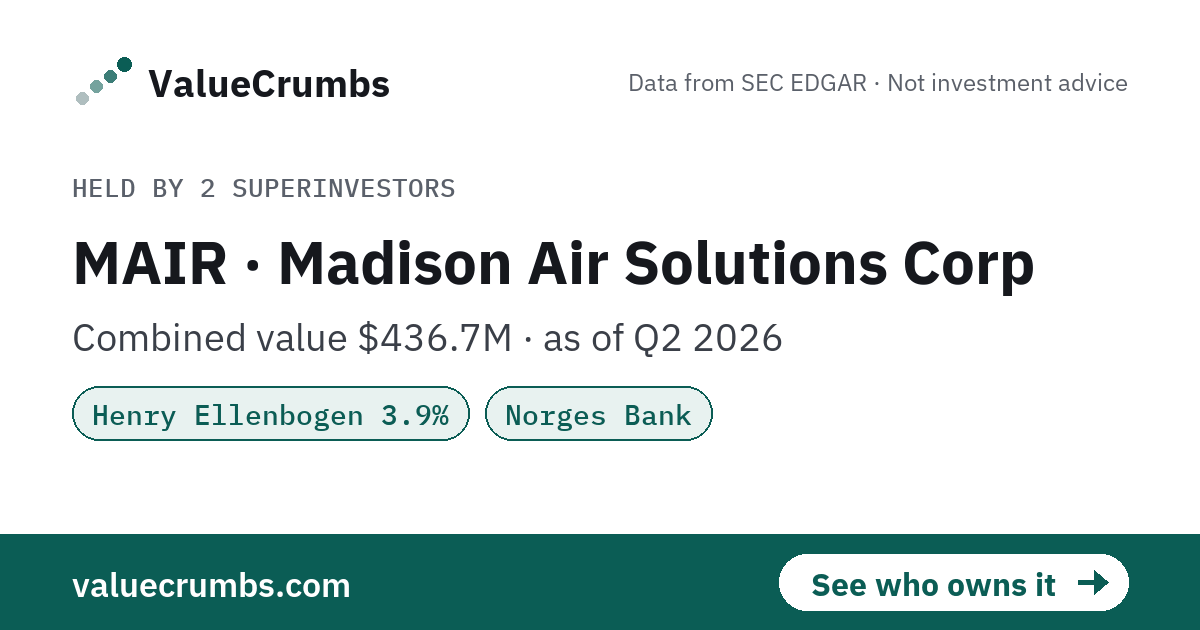 ValueCrumbs
Data from SEC EDGAR · Not investment advice
HELD BY 2 SUPERINVESTORS
MAIR · Madison Air Solutions Corp
Combined value $436.7M · as of Q2 2026
Henry Ellenbogen 3.9%
Norges Bank
valuecrumbs.com
See who owns it →